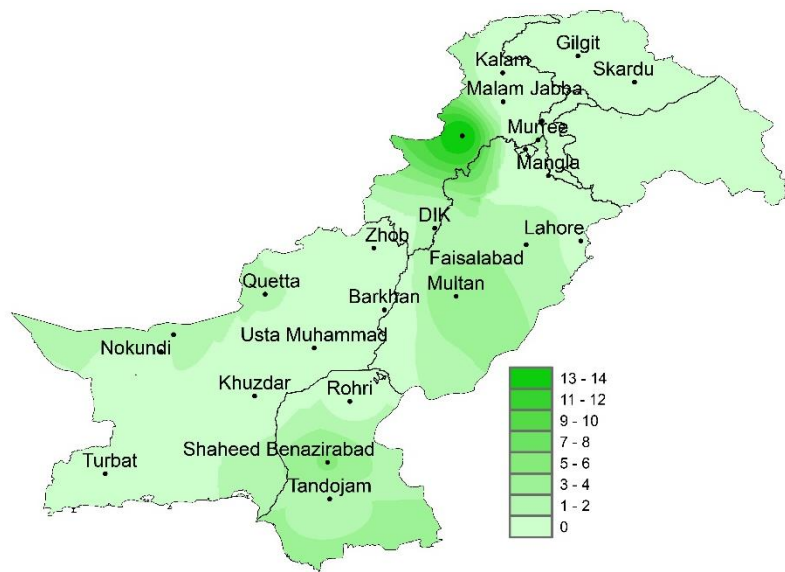 Gilgit
Kalam
Skardu
Malam Jabba
Murree
Mangla
DIK
Zhob
Lahore
Faisalabad
Quetta
Multan
Barkhan
Nokundi
Usta Muhammad
Khuzdar
Rohri
Shaheed Benazirabad
Turbat
Tandojam
13 - 14
11 - 12
9 - 10
7 - 8
5 - 6
3 - 4
1 - 2
0